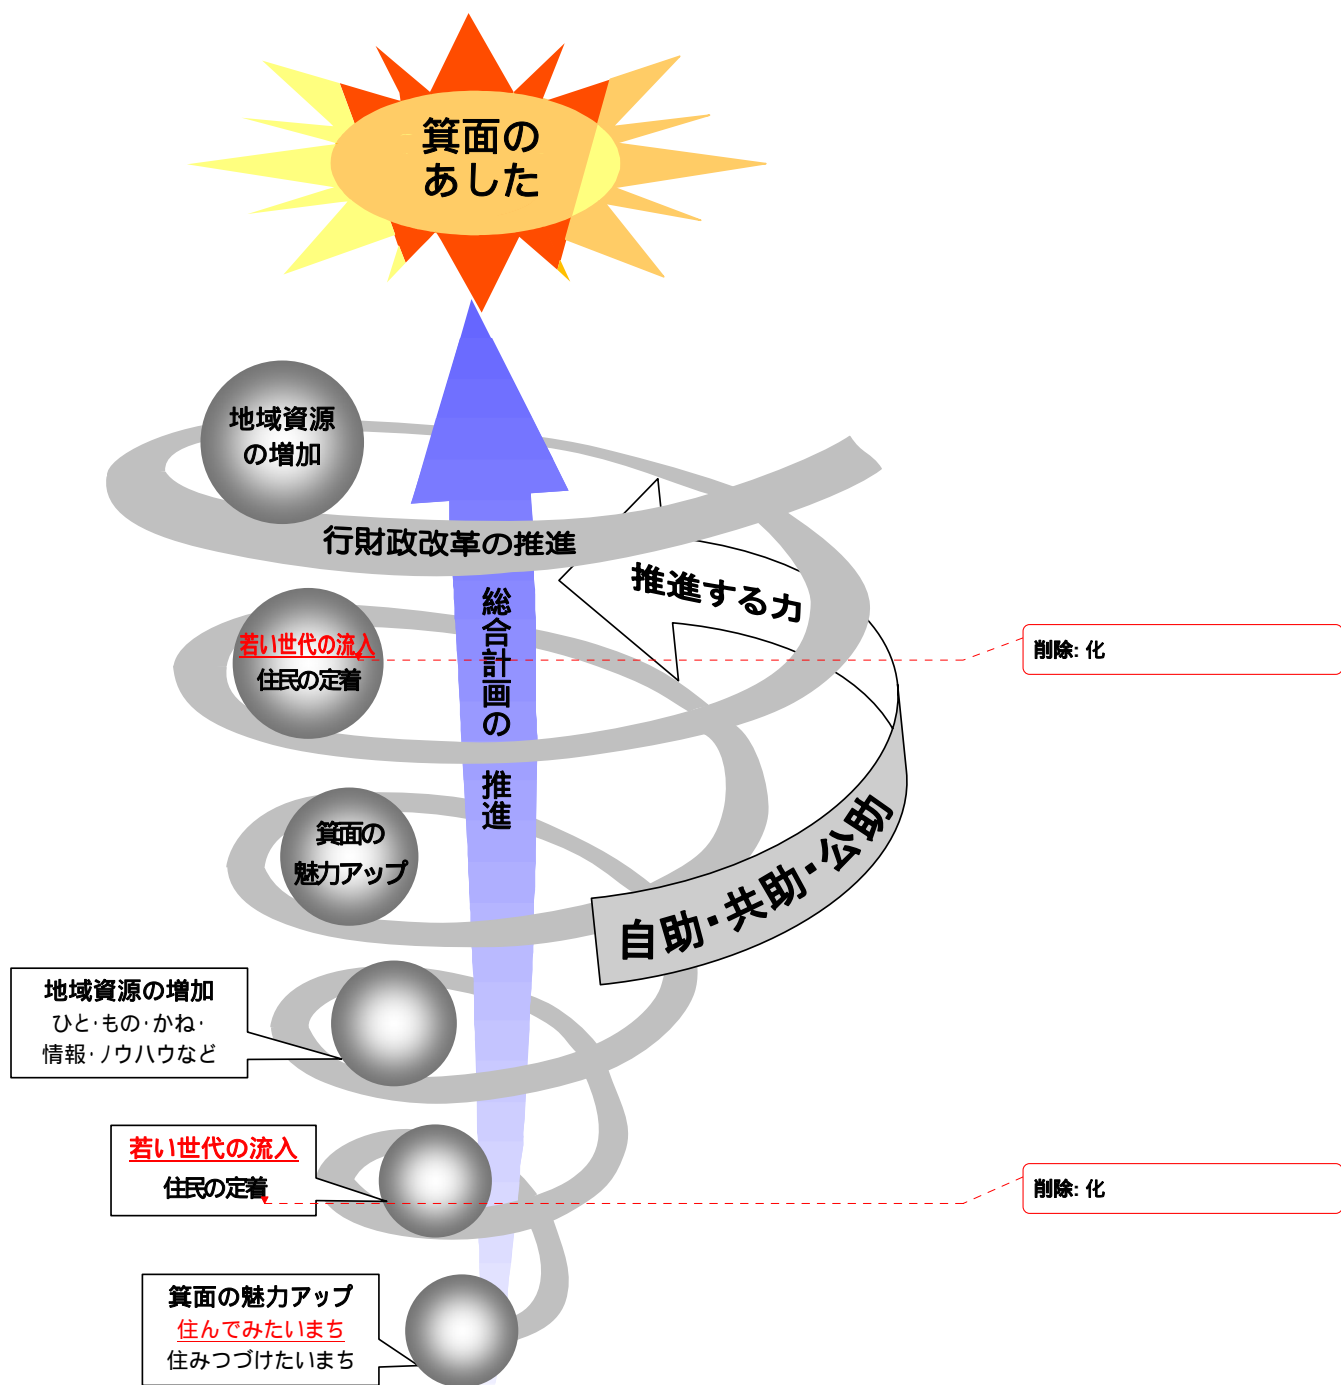 箕面の
あした
地域資源
の増加
行財政改革の推進
推進する力
総合計画の 推進
若い世代の流入
住民の定着
削除: 化
箕面の
魅力アップ
自助・共助・公助
地域資源の増加
ひと・もの・かね・
情報・ノウハウなど
若い世代の流入
住民の定着
削除: 化
箕面の魅力アップ
住んでみたいまち
住みつづけたいまち